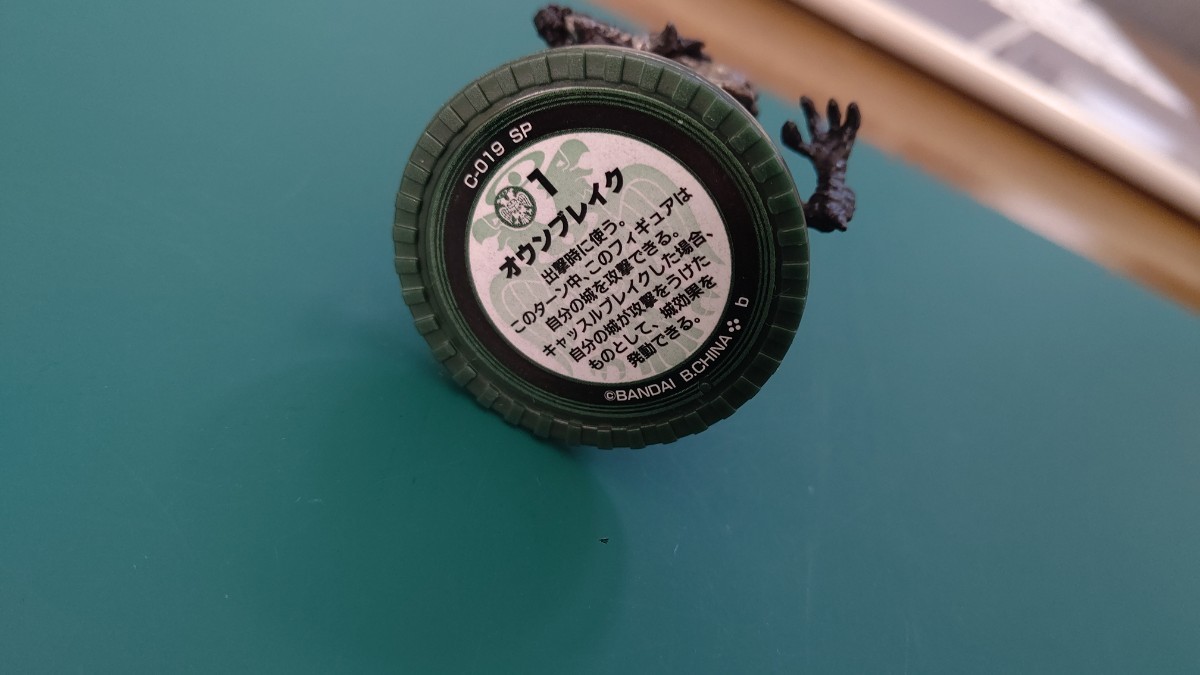 C-019 SP
1
オウンブレイク
出撃時に使う。
このターン中、このフィギュアは
自分の城を攻撃できる。
キャッスルブレイクした場合、
自分の城が攻撃をうけた
ものとして、城効果を
発動できる。
©BANDAI B.CHINA b